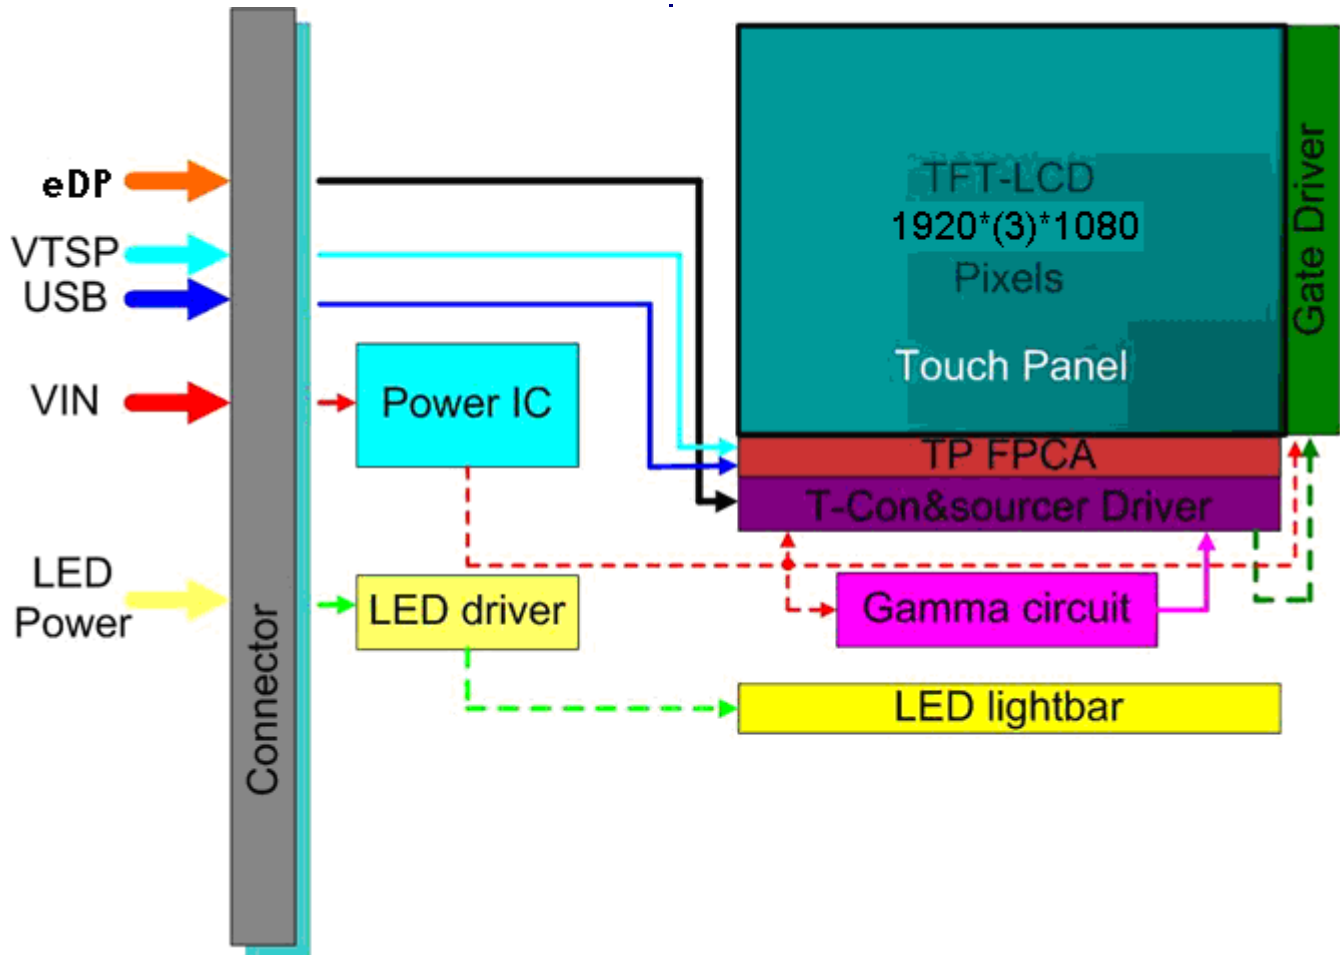 eDP
VTSP
USB
VIN
LED
Power
Connector
Power IC
LED driver
TFT-LCD
1920*(3)*1080
Pixels
Touch Panel
Gate Driver
TP FPCA
T-Con&sourcer Driver
Gamma circuit
LED lightbar